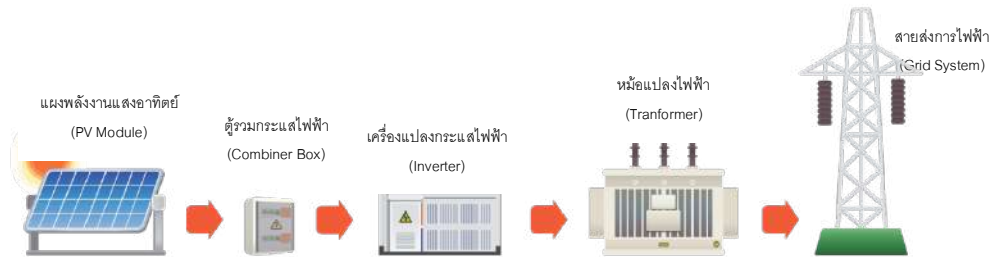 แผงพลังงานแสงอาทิตย์
(PV Module)
ตู้รวมกระแสไฟฟ้า
(Combiner Box)
เครื่องแปลงกระแสไฟฟ้า
(Inverter)
หม้อแปลงไฟฟ้า
(Tranformer)
สายส่งการไฟฟ้า
(Grid System)